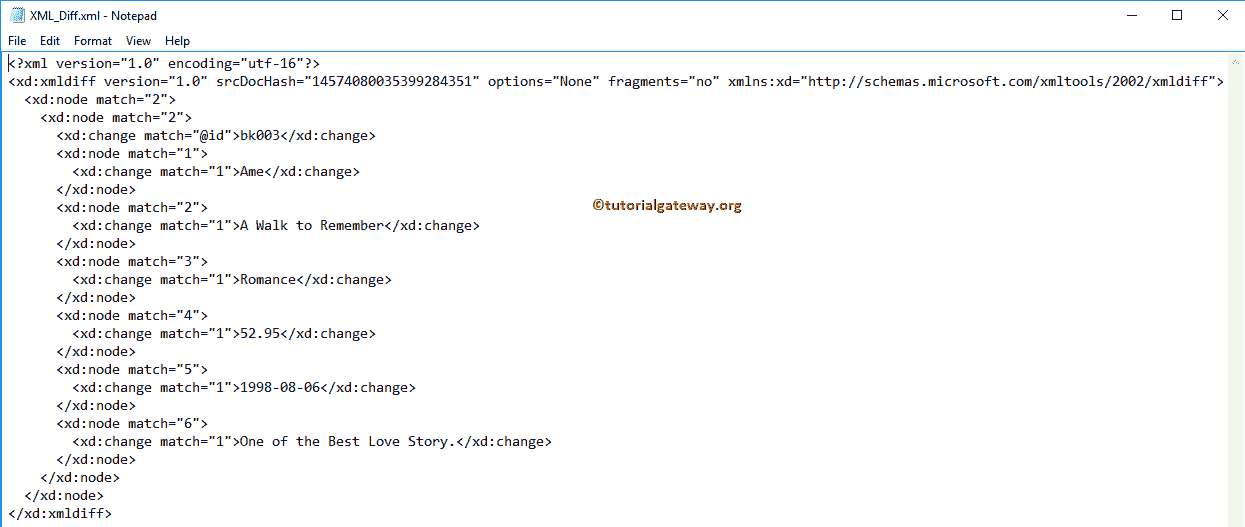 XML_Diff.xml - Notepad
File Edit Format View Help
<?xml version="1.0" encoding="utf-16"?>
<xd:xmldiff version="1.0" srcDocHash="14574080035399284351" options="None" fragments="no" xmlns:xd="http://schemas.microsoft.com/xmltools/2002/xmldiff">
  <xd:node match="2">
    <xd:node match="2">
      <xd:change match="@id">bk003</xd:change>
      <xd:node match="1">
        <xd:change match="1">Ame</xd:change>
      </xd:node>
      <xd:node match="2">
        <xd:change match="1">A Walk to Remember</xd:change>
      </xd:node>
      <xd:node match="3">
        <xd:change match="1">Romance</xd:change>
      </xd:node>
      <xd:node match="4">
        <xd:change match="1">52.95</xd:change>
      </xd:node>
      <xd:node match="5">
        <xd:change match="1">1998-08-06</xd:change>
      </xd:node>
      <xd:node match="6">
        <xd:change match="1">One of the Best Love Story.</xd:change>
      </xd:node>
    </xd:node>
  </xd:node>
</xd:xmldiff>
©tutorialgateway.org